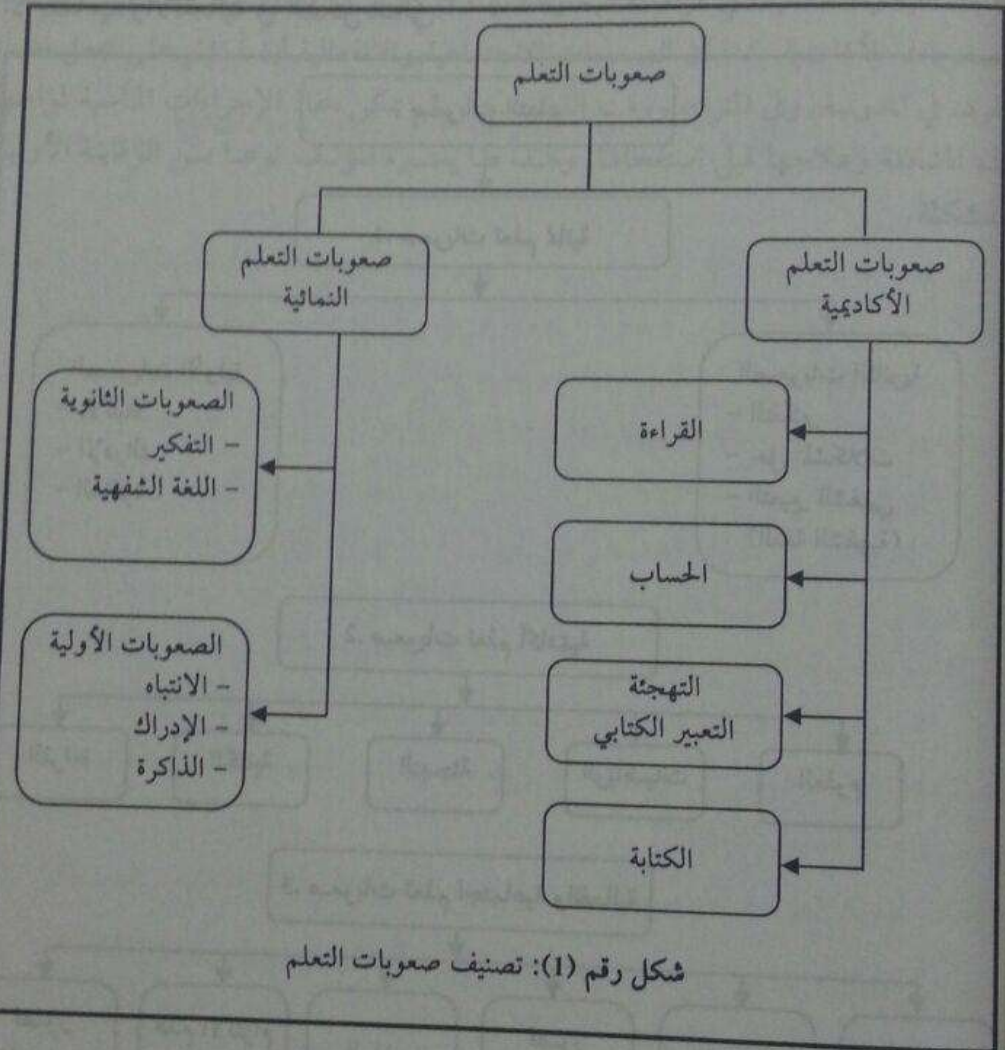 صعوبات التعلم
صعوبات التعلم
الأكاديمية
القراءة
الحساب
التهجئة
التعبير الكتابي
الكتابة
صعوبات التعلم
النمائية
الصعوبات الثانوية
– التفكير
– اللغة الشفهية
الصعوبات الأولية
– الانتباه
– الإدراك
– الذاكرة
شكل رقم (1): تصنيف صعوبات التعلم